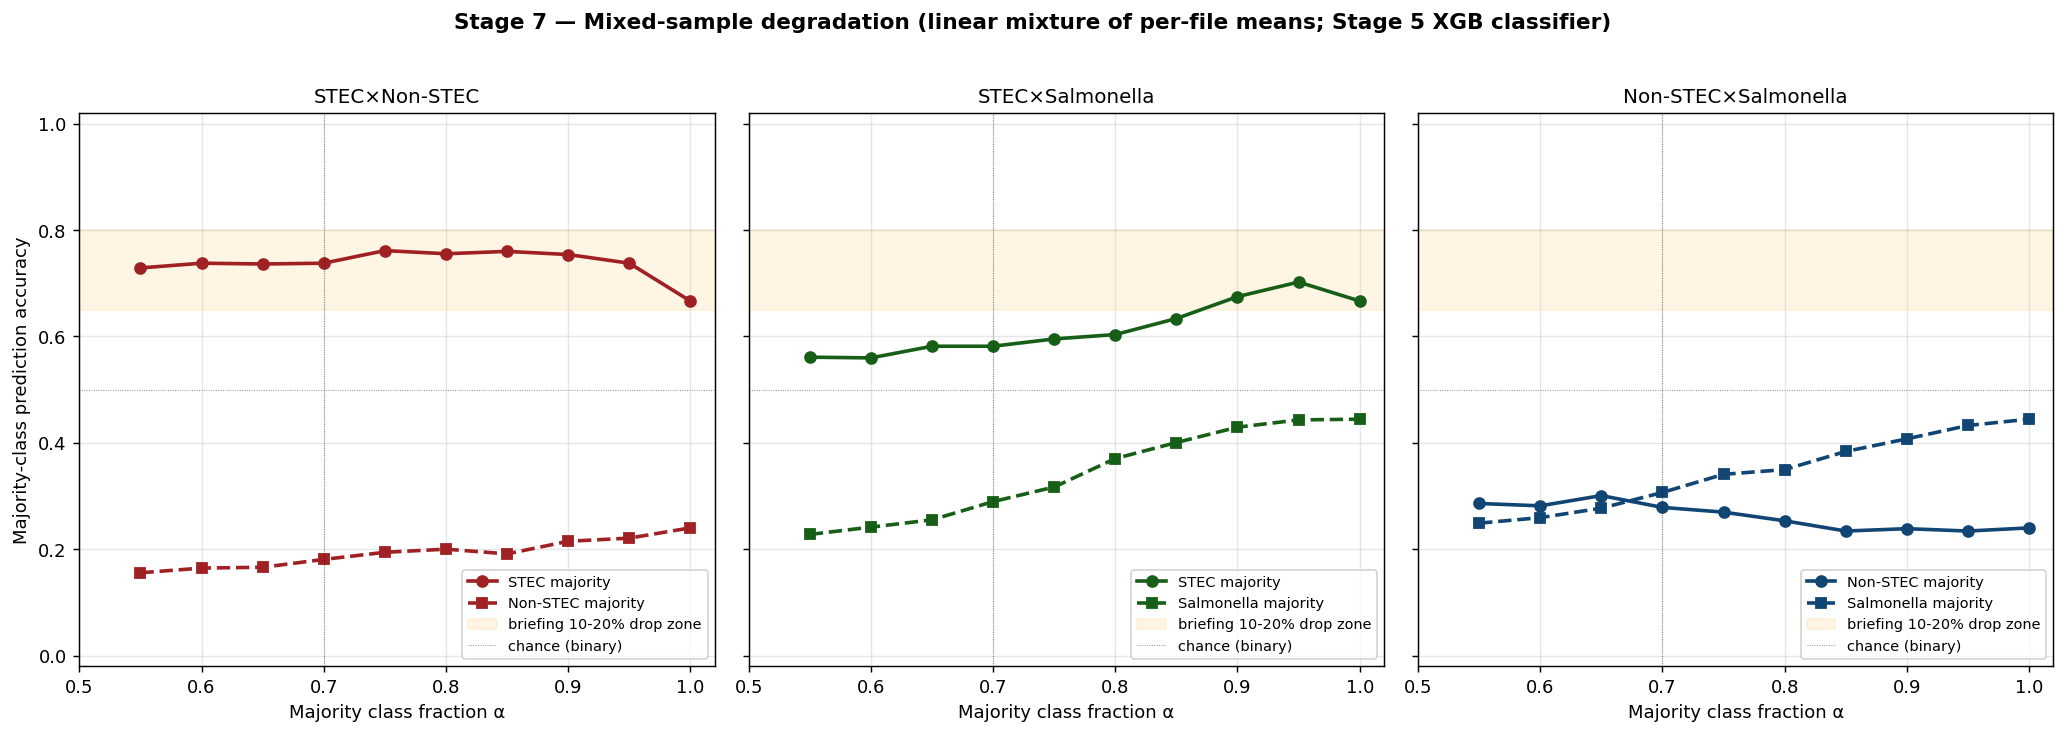 Stage 7 — Mixed-sample degradation (linear mixture of per-file means; Stage 5 XGB classifier)
STEC×Non-STEC
STEC×Salmonella
Non-STEC×Salmonella
Majority-class prediction accuracy
1.0
0.8
0.6
0.4
0.2
0.0
STEC majority
Non-STEC majority
briefing 10-20% drop zone
chance (binary)
STEC majority
Salmonella majority
briefing 10-20% drop zone
chance (binary)
Non-STEC majority
Salmonella majority
briefing 10-20% drop zone
chance (binary)
0.5 0.6 0.7 0.8 0.9 1.0
0.5 0.6 0.7 0.8 0.9 1.0
0.5 0.6 0.7 0.8 0.9 1.0
Majority class fraction α
Majority class fraction α
Majority class fraction α